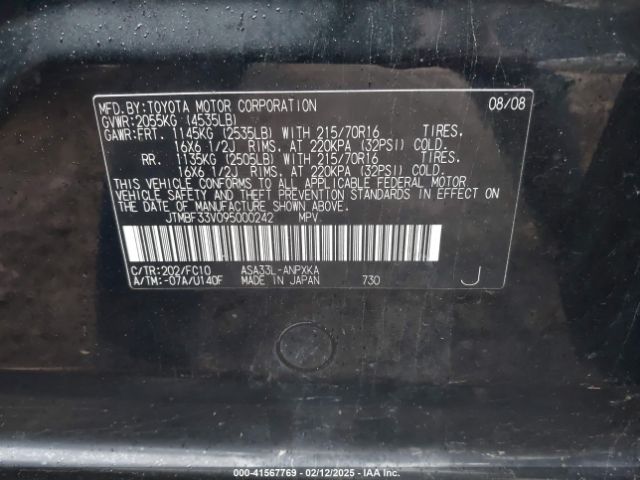 MFD.BY:TOYOTA MOTOR CORPORATION 08/08
GVWR:2055KG (4535LB)
GAWR:FRT. 1145KG (2535LB) WITH 215/70R16 TIRES.
16X6 1/2J RIMS. AT 220KPA (32PSI) COLD.
RR. 1135KG (2505LB) WITH 215/70R16 TIRES.
16X6 1/2J RIMS. AT 220KPA (32PSI) COLD.
THIS VEHICLE CONFORMS TO ALL APPLICABLE FEDERAL MOTOR
VEHICLE SAFETY AND THEFT PREVENTION STANDARDS IN EFFECT
ON THE DATE OF MANUFACTURE SHOWN ABOVE.
JTMBF33V095000242 MPV
C/TR:202/FC10 ASA33L-ANPXKA
A/TM:-07A/U140F MADE IN JAPAN 730 J
000-41567769 - 02/12/2025 - IAA Inc.